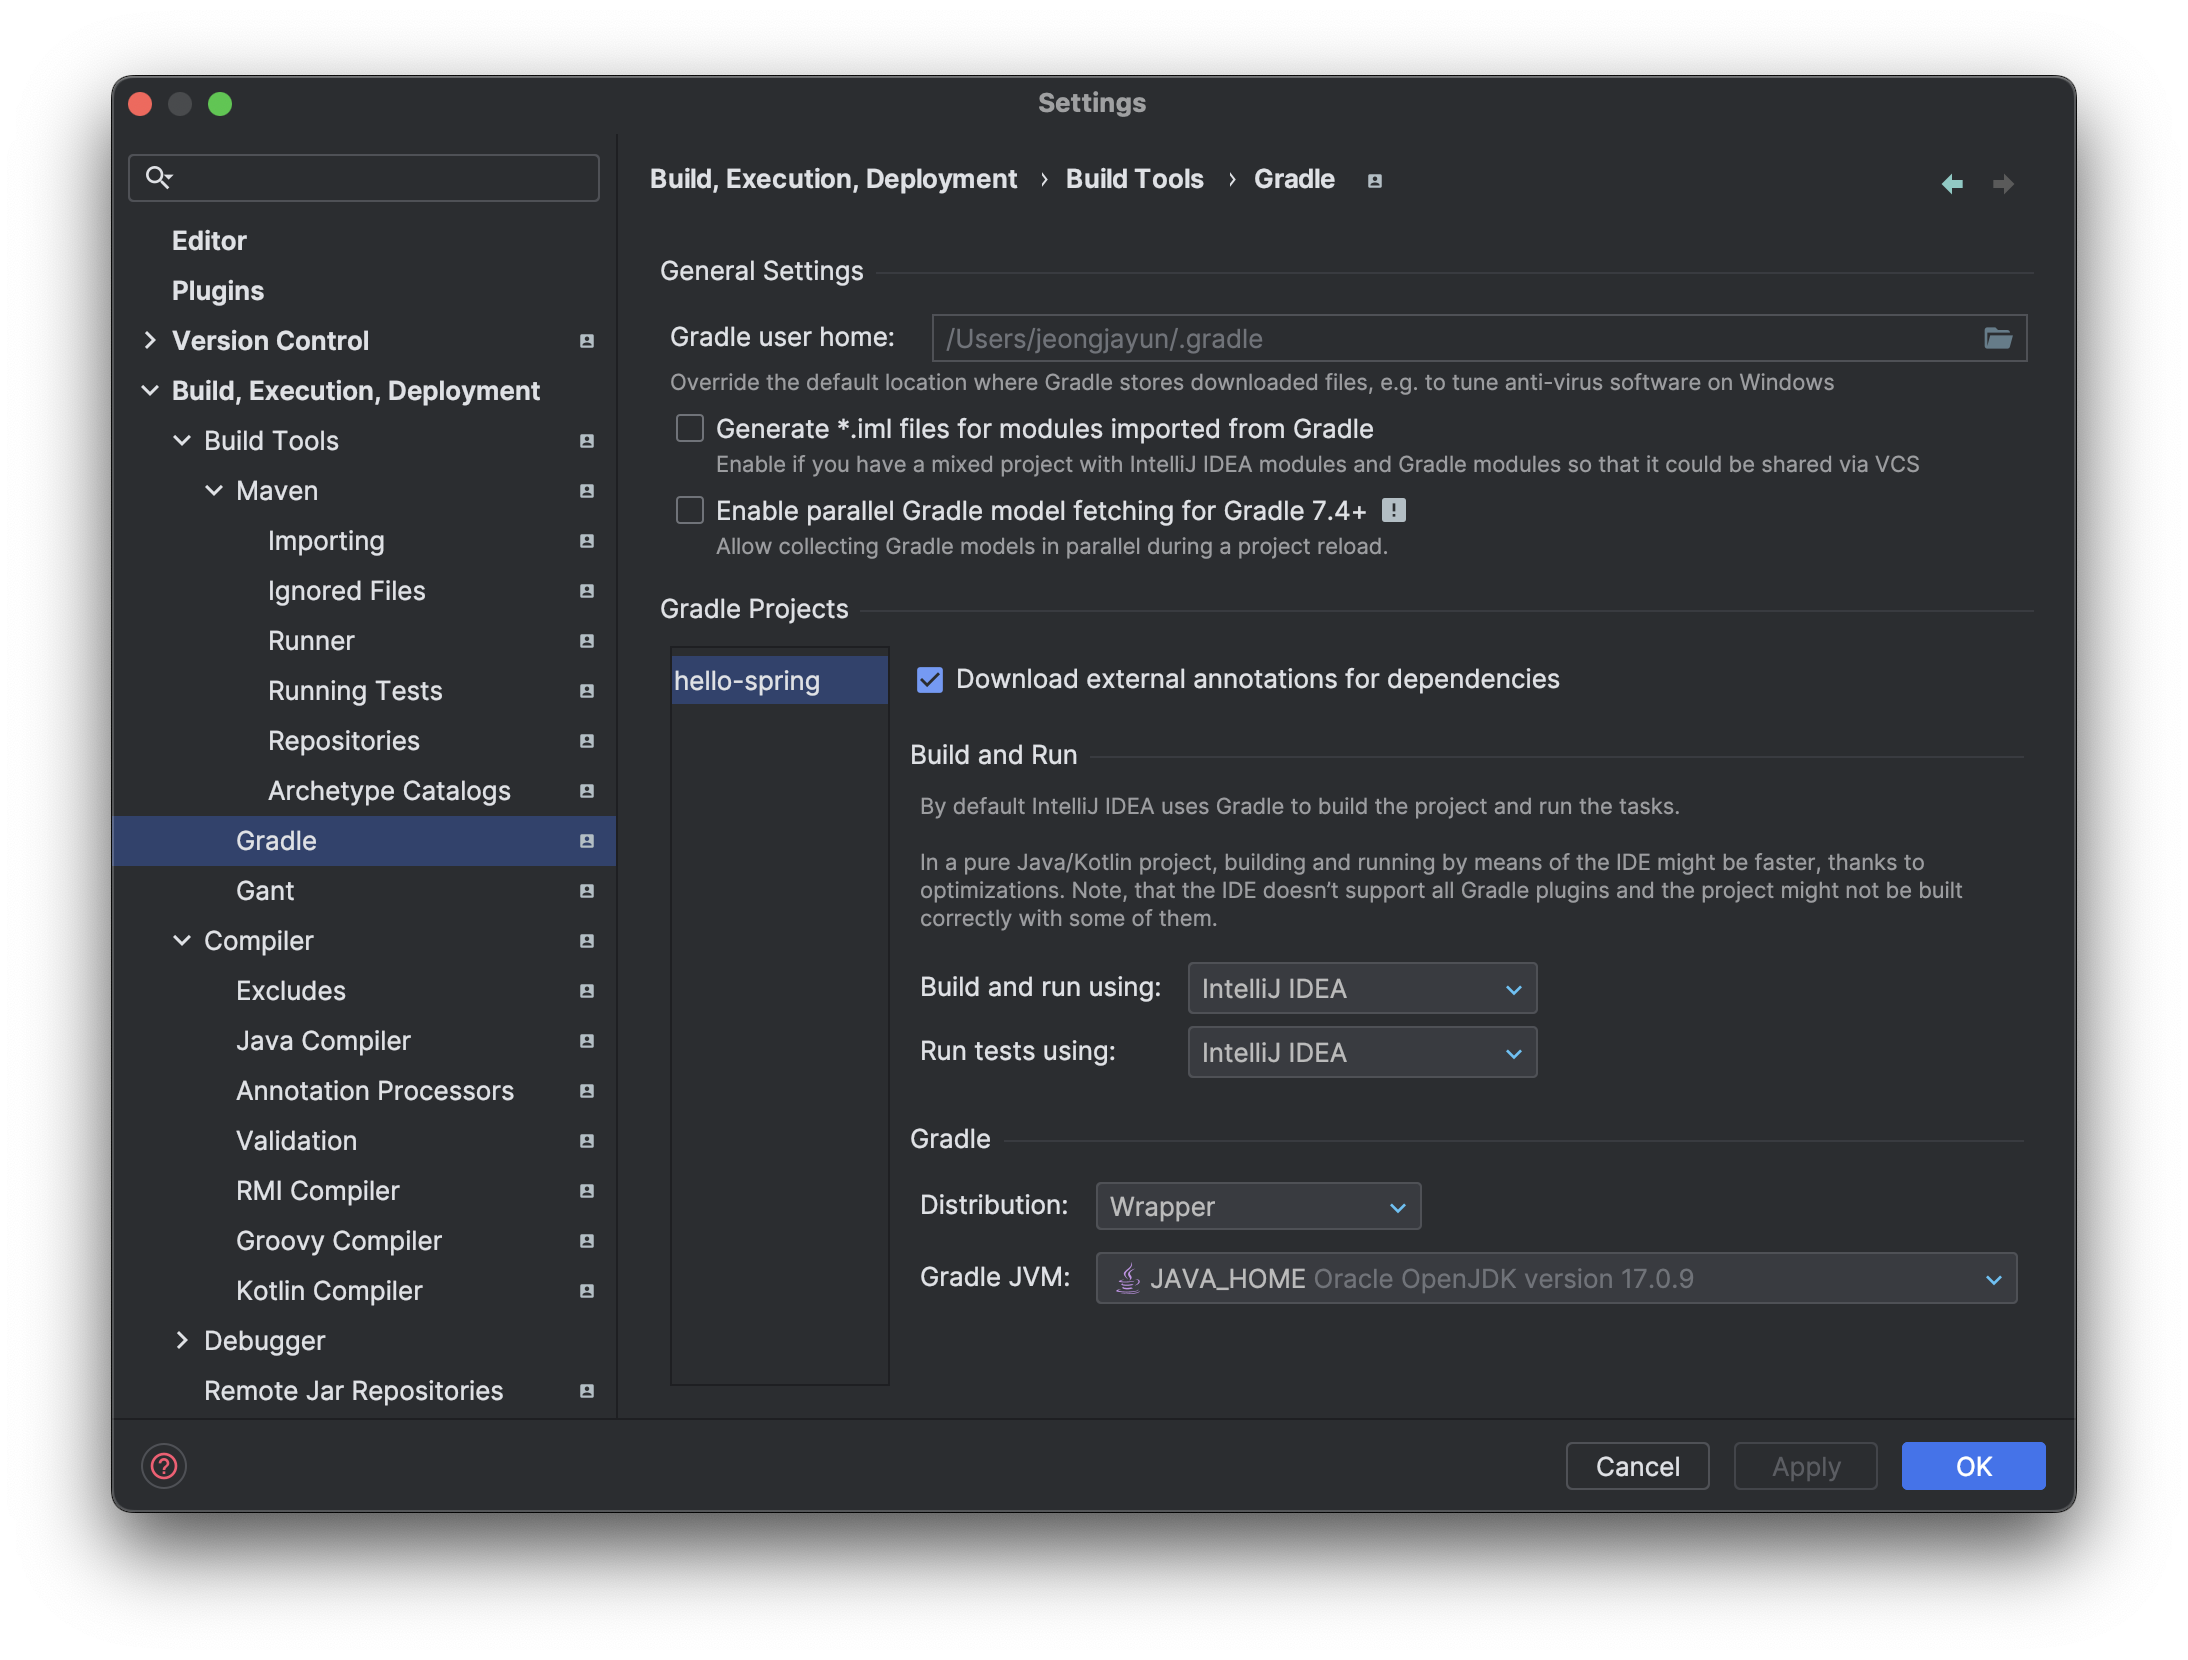 Settings
Editor
Plugins
Version Control
Build, Execution, Deployment
Build Tools
Maven
Importing
Ignored Files
Runner
Running Tests
Repositories
Archetype Catalogs
Gradle
Gant
Compiler
Excludes
Java Compiler
Annotation Processors
Validation
RMI Compiler
Groovy Compiler
Kotlin Compiler
Debugger
Remote Jar Repositories
Build, Execution, Deployment › Build Tools › Gradle
General Settings
Gradle user home: /Users/jeongjayun/.gradle
Override the default location where Gradle stores downloaded files, e.g. to tune anti-virus software on Windows
Generate *.iml files for modules imported from Gradle
Enable if you have a mixed project with IntelliJ IDEA modules and Gradle modules so that it could be shared via VCS
Enable parallel Gradle model fetching for Gradle 7.4+ !
Allow collecting Gradle models in parallel during a project reload.
Gradle Projects
hello-spring
Download external annotations for dependencies
Build and Run
By default IntelliJ IDEA uses Gradle to build the project and run the tasks.
In a pure Java/Kotlin project, building and running by means of the IDE might be faster, thanks to
optimizations. Note, that the IDE doesn’t support all Gradle plugins and the project might not be built
correctly with some of them.
Build and run using: IntelliJ IDEA
Run tests using: IntelliJ IDEA
Gradle
Distribution: Wrapper
Gradle JVM: JAVA_HOME Oracle OpenJDK version 17.0.9
?
Cancel
Apply
OK